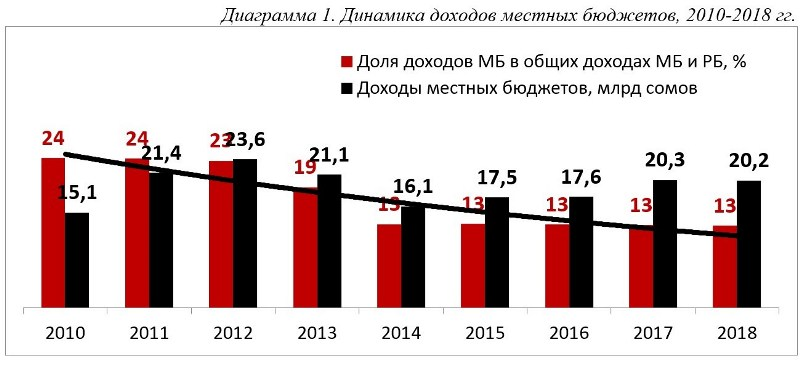 Диаграмма 1. Динамика доходов местных бюджетов, 2010-2018 гг.
Доля доходов МБ в общих доходах МБ и РБ, %
Доходы местных бюджетов, млрд сомов
24 24 23 19 13 13 13 13 13
15,1 21,4 23,6 21,1 16,1 17,5 17,6 20,3 20,2
2010 2011 2012 2013 2014 2015 2016 2017 2018